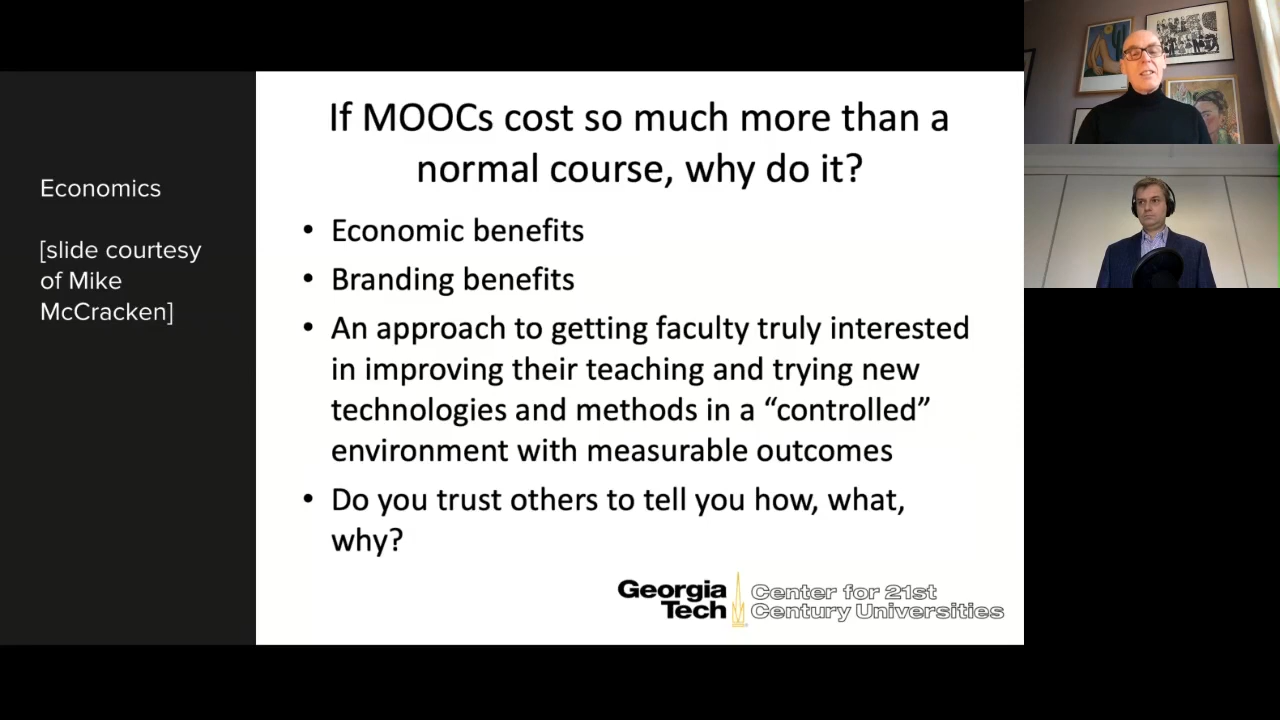 Economics
[slide courtesy
of Mike
McCracken]
If MOOCs cost so much more than a
normal course, why do it?
• Economic benefits
• Branding benefits
• An approach to getting faculty truly interested
in improving their teaching and trying new
technologies and methods in a “controlled”
environment with measurable outcomes
• Do you trust others to tell you how, what,
why?
Georgia
Tech
Center for 21st
Century Universities